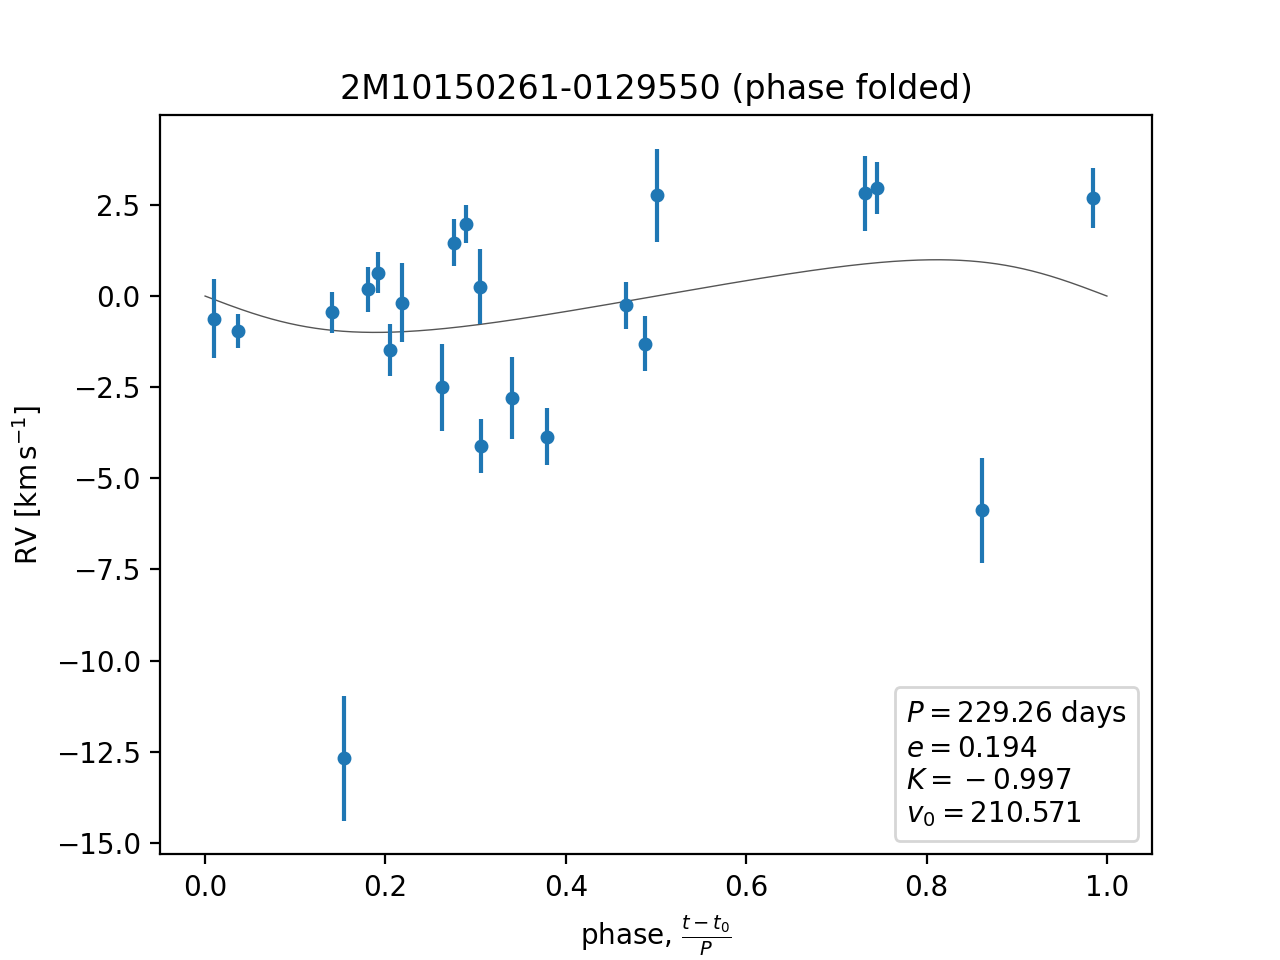 2M10150261-0129550 (phase folded)
RV [km s⁻¹]
2.5
0.0
−2.5
−5.0
−7.5
−10.0
−12.5
−15.0
P = 229.26 days
e = 0.194
K = −0.997
v₀ = 210.571
0.0 0.2 0.4 0.6 0.8 1.0
phase, (t − t₀)/P